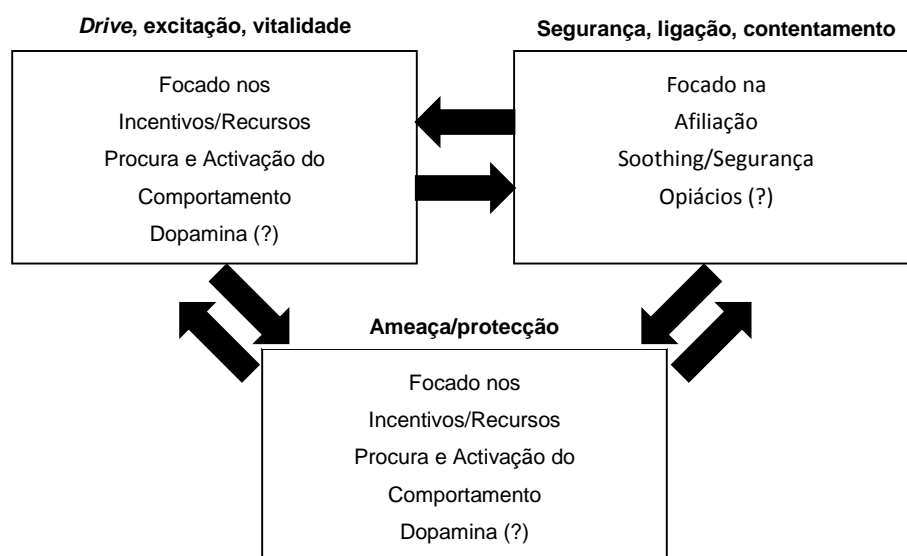 Drive, excitação, vitalidade
Focado nos
Incentivos/Recursos
Procura e Activação do
Comportamento
Dopamina (?)
Segurança, ligação, contentamento
Focado na
Afiliação
Soothing/Segurança
Opiácios (?)
Ameaça/protecção
Focado nos
Incentivos/Recursos
Procura e Activação do
Comportamento
Dopamina (?)